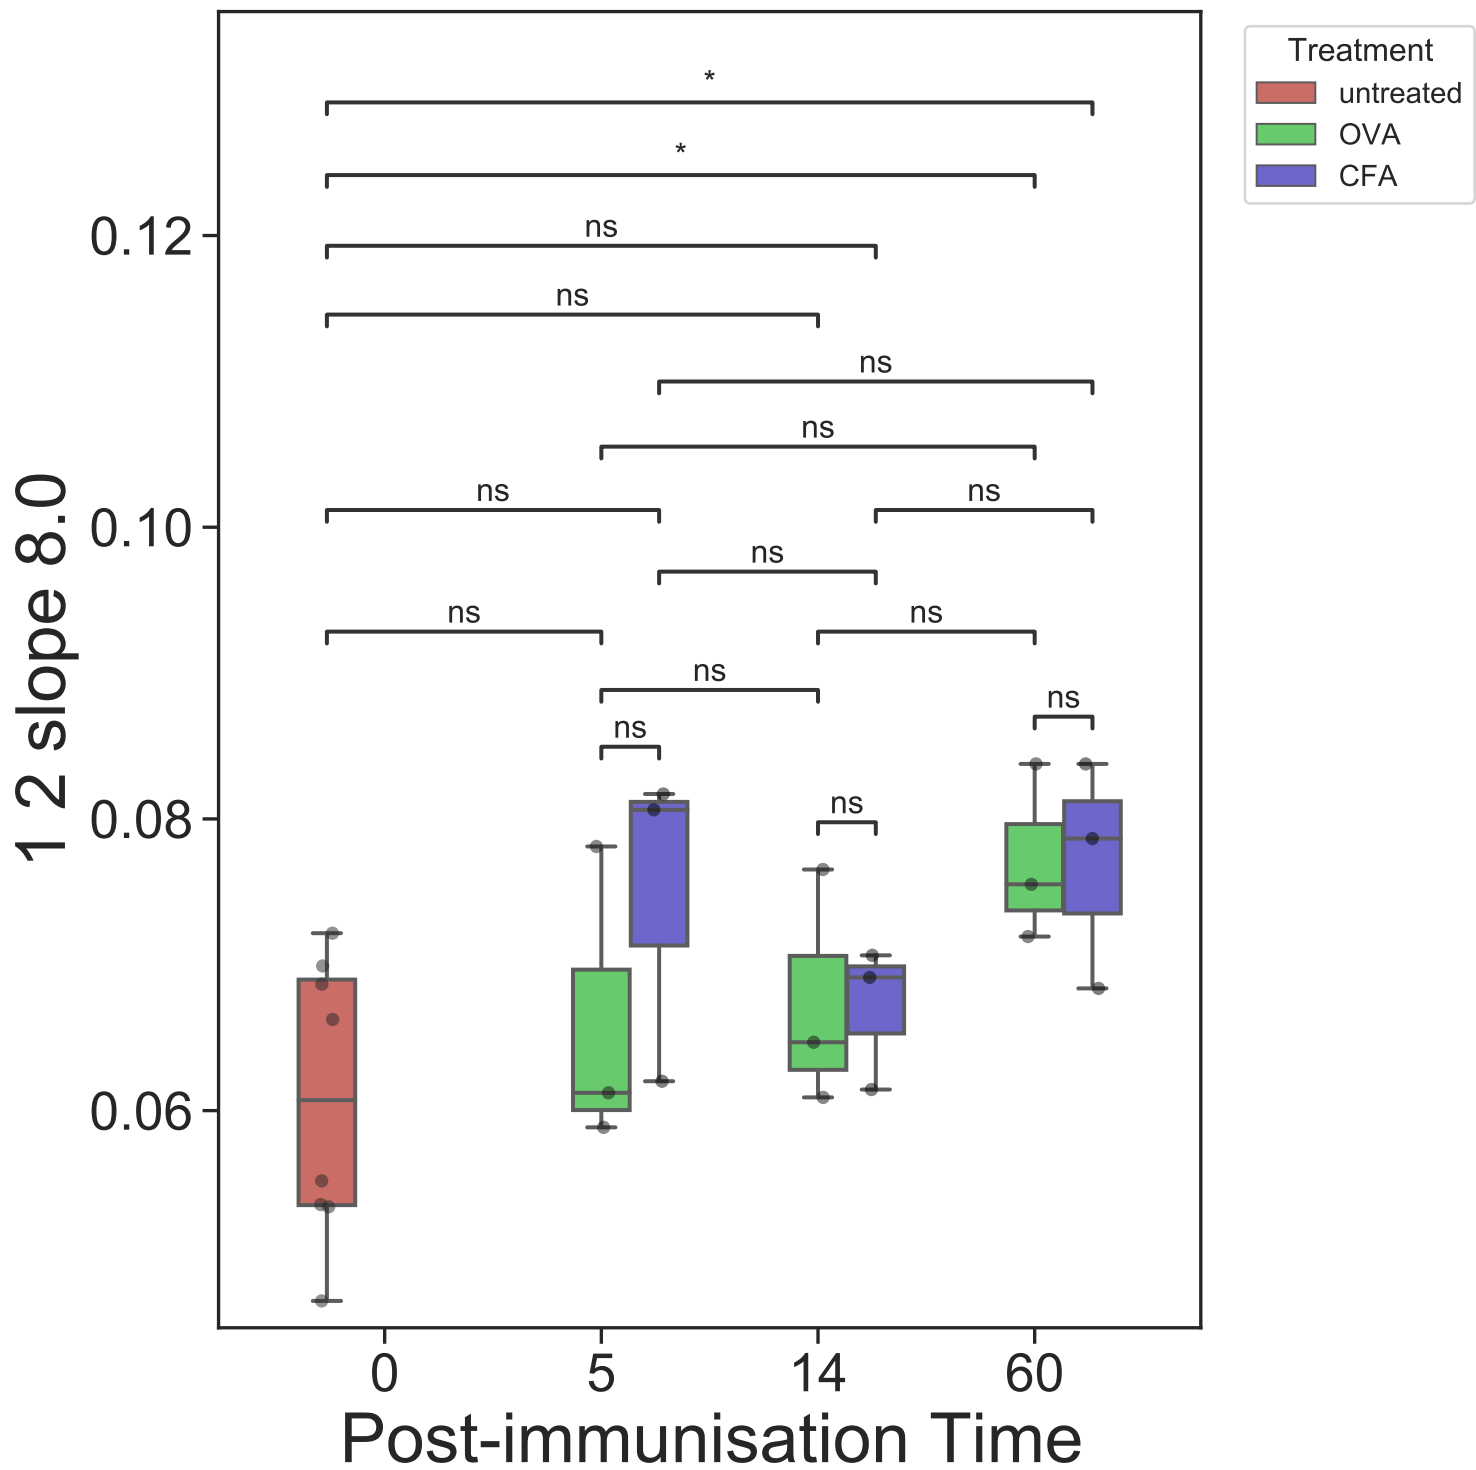 Treatment
untreated
OVA
CFA
*
*
ns
ns
ns
ns
ns
ns
ns
ns
ns
ns
ns
ns
ns
0.12
0.10
0.08
0.06
1 2 slope 8.0
0 5 14 60
Post-immunisation Time